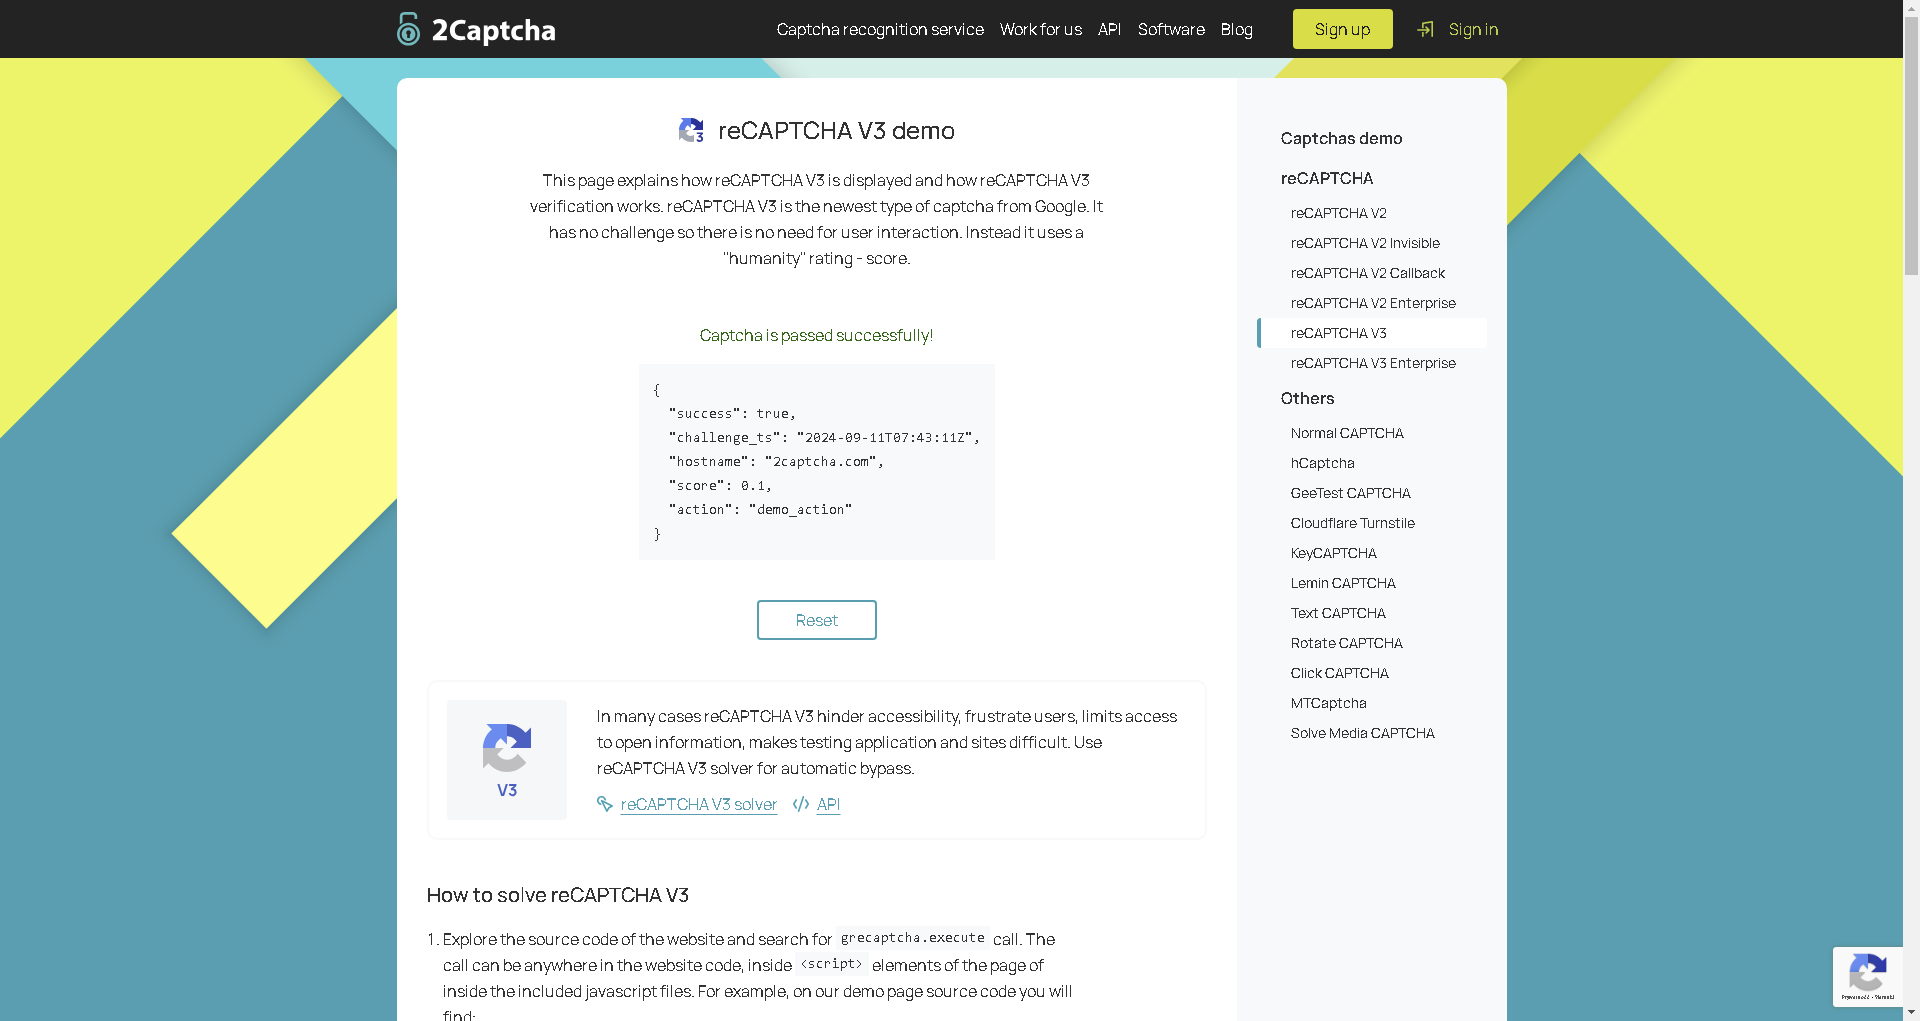 2Captcha
Captcha recognition service Work for us API Software Blog Sign up Sign in
3 reCAPTCHA V3 demo
This page explains how reCAPTCHA V3 is displayed and how reCAPTCHA V3
verification works. reCAPTCHA V3 is the newest type of captcha from Google. It
has no challenge so there is no need for user interaction. Instead it uses a
"humanity" rating - score.
Captcha is passed successfully!
{
"success": true,
"challenge_ts": "2024-09-11T07:43:11Z",
"hostname": "2captcha.com",
"score": 0.1,
"action": "demo_action"
}
Reset
V3
In many cases reCAPTCHA V3 hinder accessibility, frustrate users, limits access
to open information, makes testing application and sites difficult. Use
reCAPTCHA V3 solver for automatic bypass.
reCAPTCHA V3 solver API
How to solve reCAPTCHA V3
1. Explore the source code of the website and search for grecaptcha.execute call. The
call can be anywhere in the website code, inside <script> elements of the page of
inside the included javascript files. For example, on our demo page source code you will
find:
Captchas demo
reCAPTCHA
reCAPTCHA V2
reCAPTCHA V2 Invisible
reCAPTCHA V2 Callback
reCAPTCHA V2 Enterprise
reCAPTCHA V3
reCAPTCHA V3 Enterprise
Others
Normal CAPTCHA
hCaptcha
GeeTest CAPTCHA
Cloudflare Turnstile
KeyCAPTCHA
Lemin CAPTCHA
Text CAPTCHA
Rotate CAPTCHA
Click CAPTCHA
MTCaptcha
Solve Media CAPTCHA